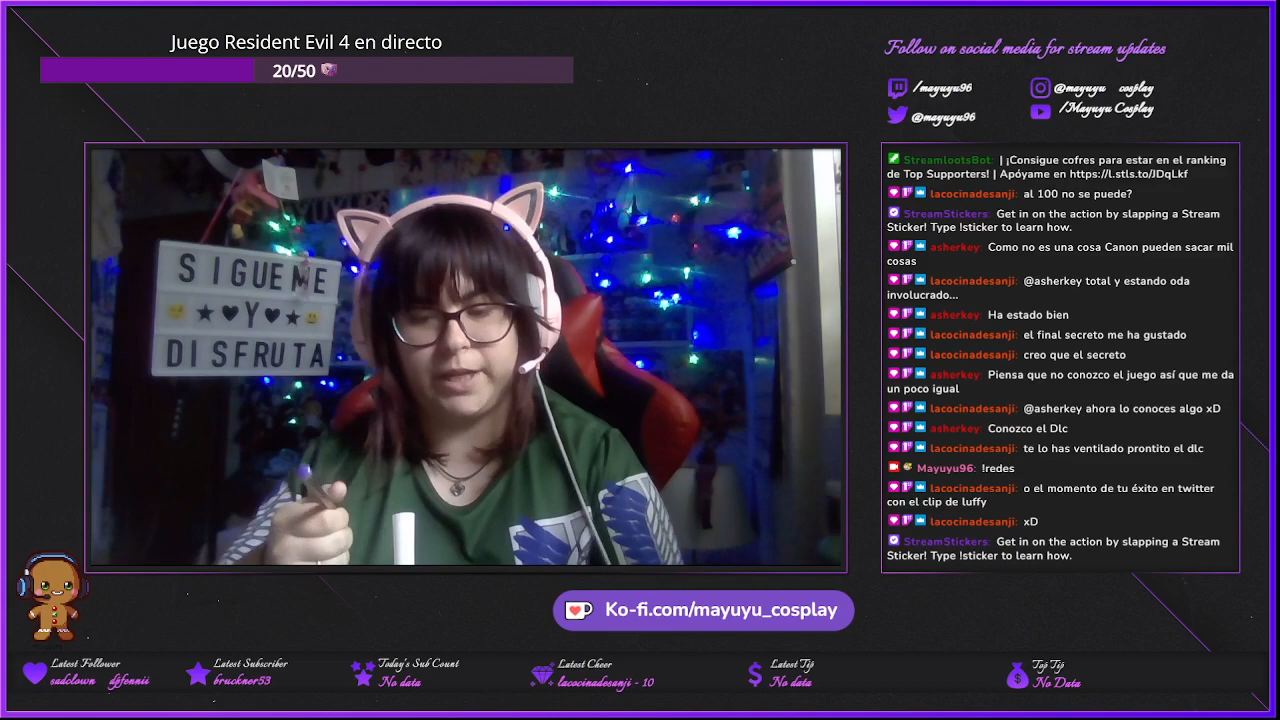 Juego Resident Evil 4 en directo
20/50
Follow on social media for stream updates
/mayuyu96
@mayuyu cosplay
@mayuyu96
/Mayuyu Cosplay
SIGUEME
Y
DISFRUTA
StreamlootsBot: | ¡Consigue cofres para estar en el ranking
de Top Supporters! | Apóyame en https://l.stls.to/JDqLkf
lacocinadesanji: al 100 no se puede?
StreamStickers: Get in on the action by slapping a Stream
Sticker! Type !sticker to learn how.
asherkey: Como no es una cosa Canon pueden sacar mil
cosas
lacocinadesanji: @asherkey total y estando oda
involucrado...
asherkey: Ha estado bien
lacocinadesanji: el final secreto me ha gustado
lacocinadesanji: creo que el secreto
asherkey: Piensa que no conozco el juego así que me da
un poco igual
lacocinadesanji: @asherkey ahora lo conoces algo xD
asherkey: Conozco el Dlc
lacocinadesanji: te lo has ventilado prontito el dlc
Mayuyu96: !redes
lacocinadesanji: o el momento de tu éxito en twitter
con el clip de luffy
lacocinadesanji: xD
StreamStickers: Get in on the action by slapping a Stream
Sticker! Type !sticker to learn how.
Ko-fi.com/mayuyu_cosplay
Latest Follower
sadclown dgfennii
Latest Subscriber
bruckner53
Today's Sub Count
No data
Latest Cheer
lacocinadesanji - 10
Latest Tip
No data
Top Tip
No Data